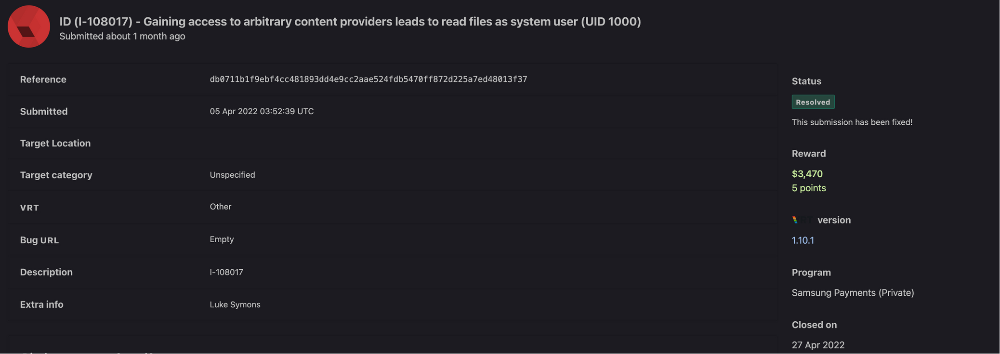 ID (I-108017) - Gaining access to arbitrary content providers leads to read files as system user (UID 1000)
Submitted about 1 month ago
Reference db0711b1f9ebf4cc481893dd4e9cc2aae524fdb5470ff872d225a7ed48013f37
Submitted 05 Apr 2022 03:52:39 UTC
Target Location
Target category Unspecified
VRT Other
Bug URL Empty
Description I-108017
Extra info Luke Symons
Status
Resolved
This submission has been fixed!
Reward
$3,470
5 points
VRT version
1.10.1
Program
Samsung Payments (Private)
Closed on
27 Apr 2022